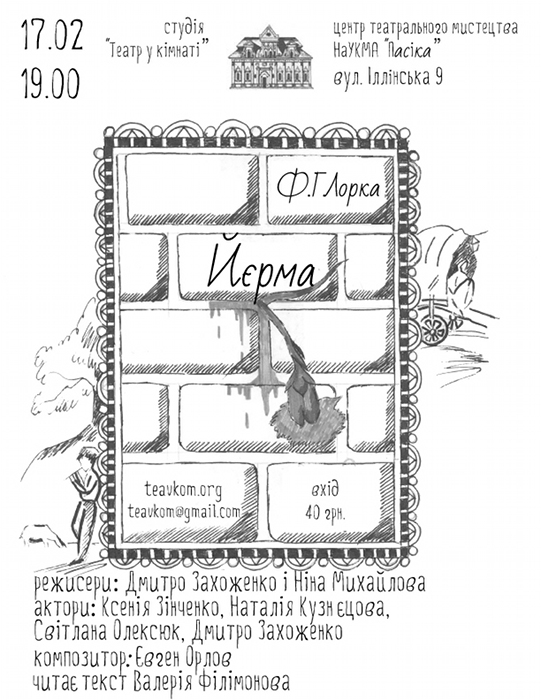 17.02
19.00
студія
"Театр у кімнаті"
центр театрального мистецтва
НаУКМА "Пасіка"
вул. Іллінська 9
Ф.Г Лорка
Йєрма
teavkom.org
teavkom@gmail.com
вхід
40 грн.
режисери: Дмитро Захоженко і Ніна Михайлова
актори: Ксенія Зінченко, Наталія Кузнєцова,
Світлана Олексюк, Дмитро Захоженко
композитор: Євген Орлов
читає текст Валерія Філімонова